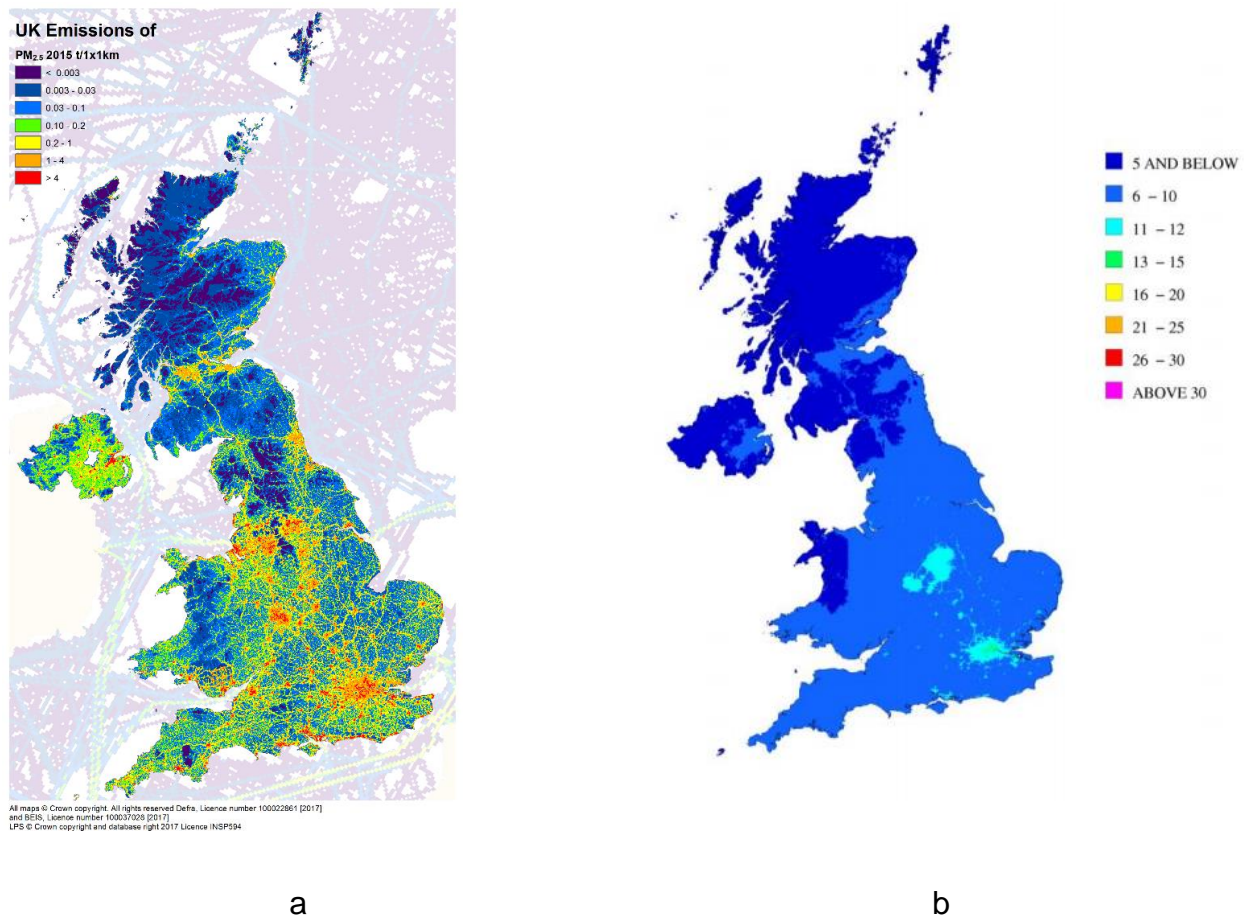 UK Emissions of
PM2.5 2015 t/1x1km
< 0.003
0.003 - 0.03
0.03 - 0.1
0.10 - 0.2
0.2 - 1
1 - 4
> 4
All maps © Crown copyright. All rights reserved Defra, Licence number 100022861 [2017]
and BEIS, Licence number 100037028 [2017]
LPS © Crown copyright and database right 2017 Licence INSP594
5 AND BELOW
6 – 10
11 – 12
13 – 15
16 – 20
21 – 25
26 – 30
ABOVE 30
a
b